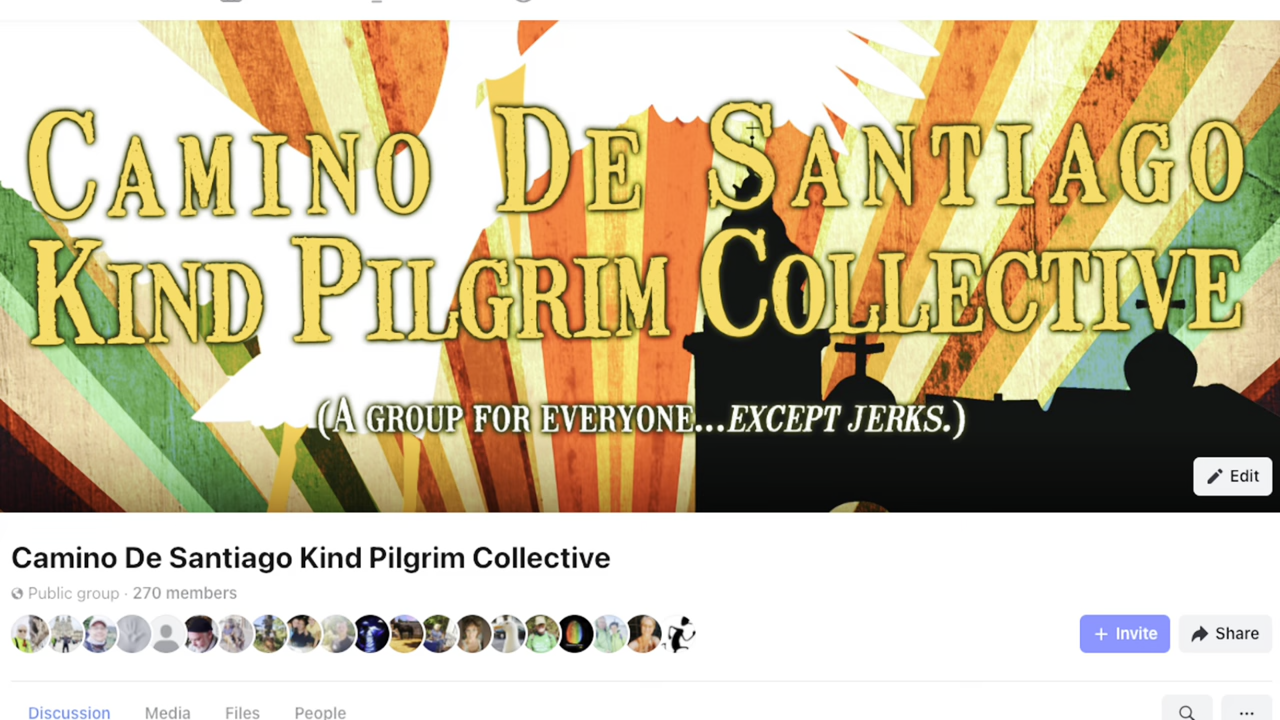 Camino De Santiago
Kind Pilgrim Collective
(A group for everyone...except jerks.)
Edit
Camino De Santiago Kind Pilgrim Collective
Public group · 270 members
+ Invite
Share
Discussion Media Files People